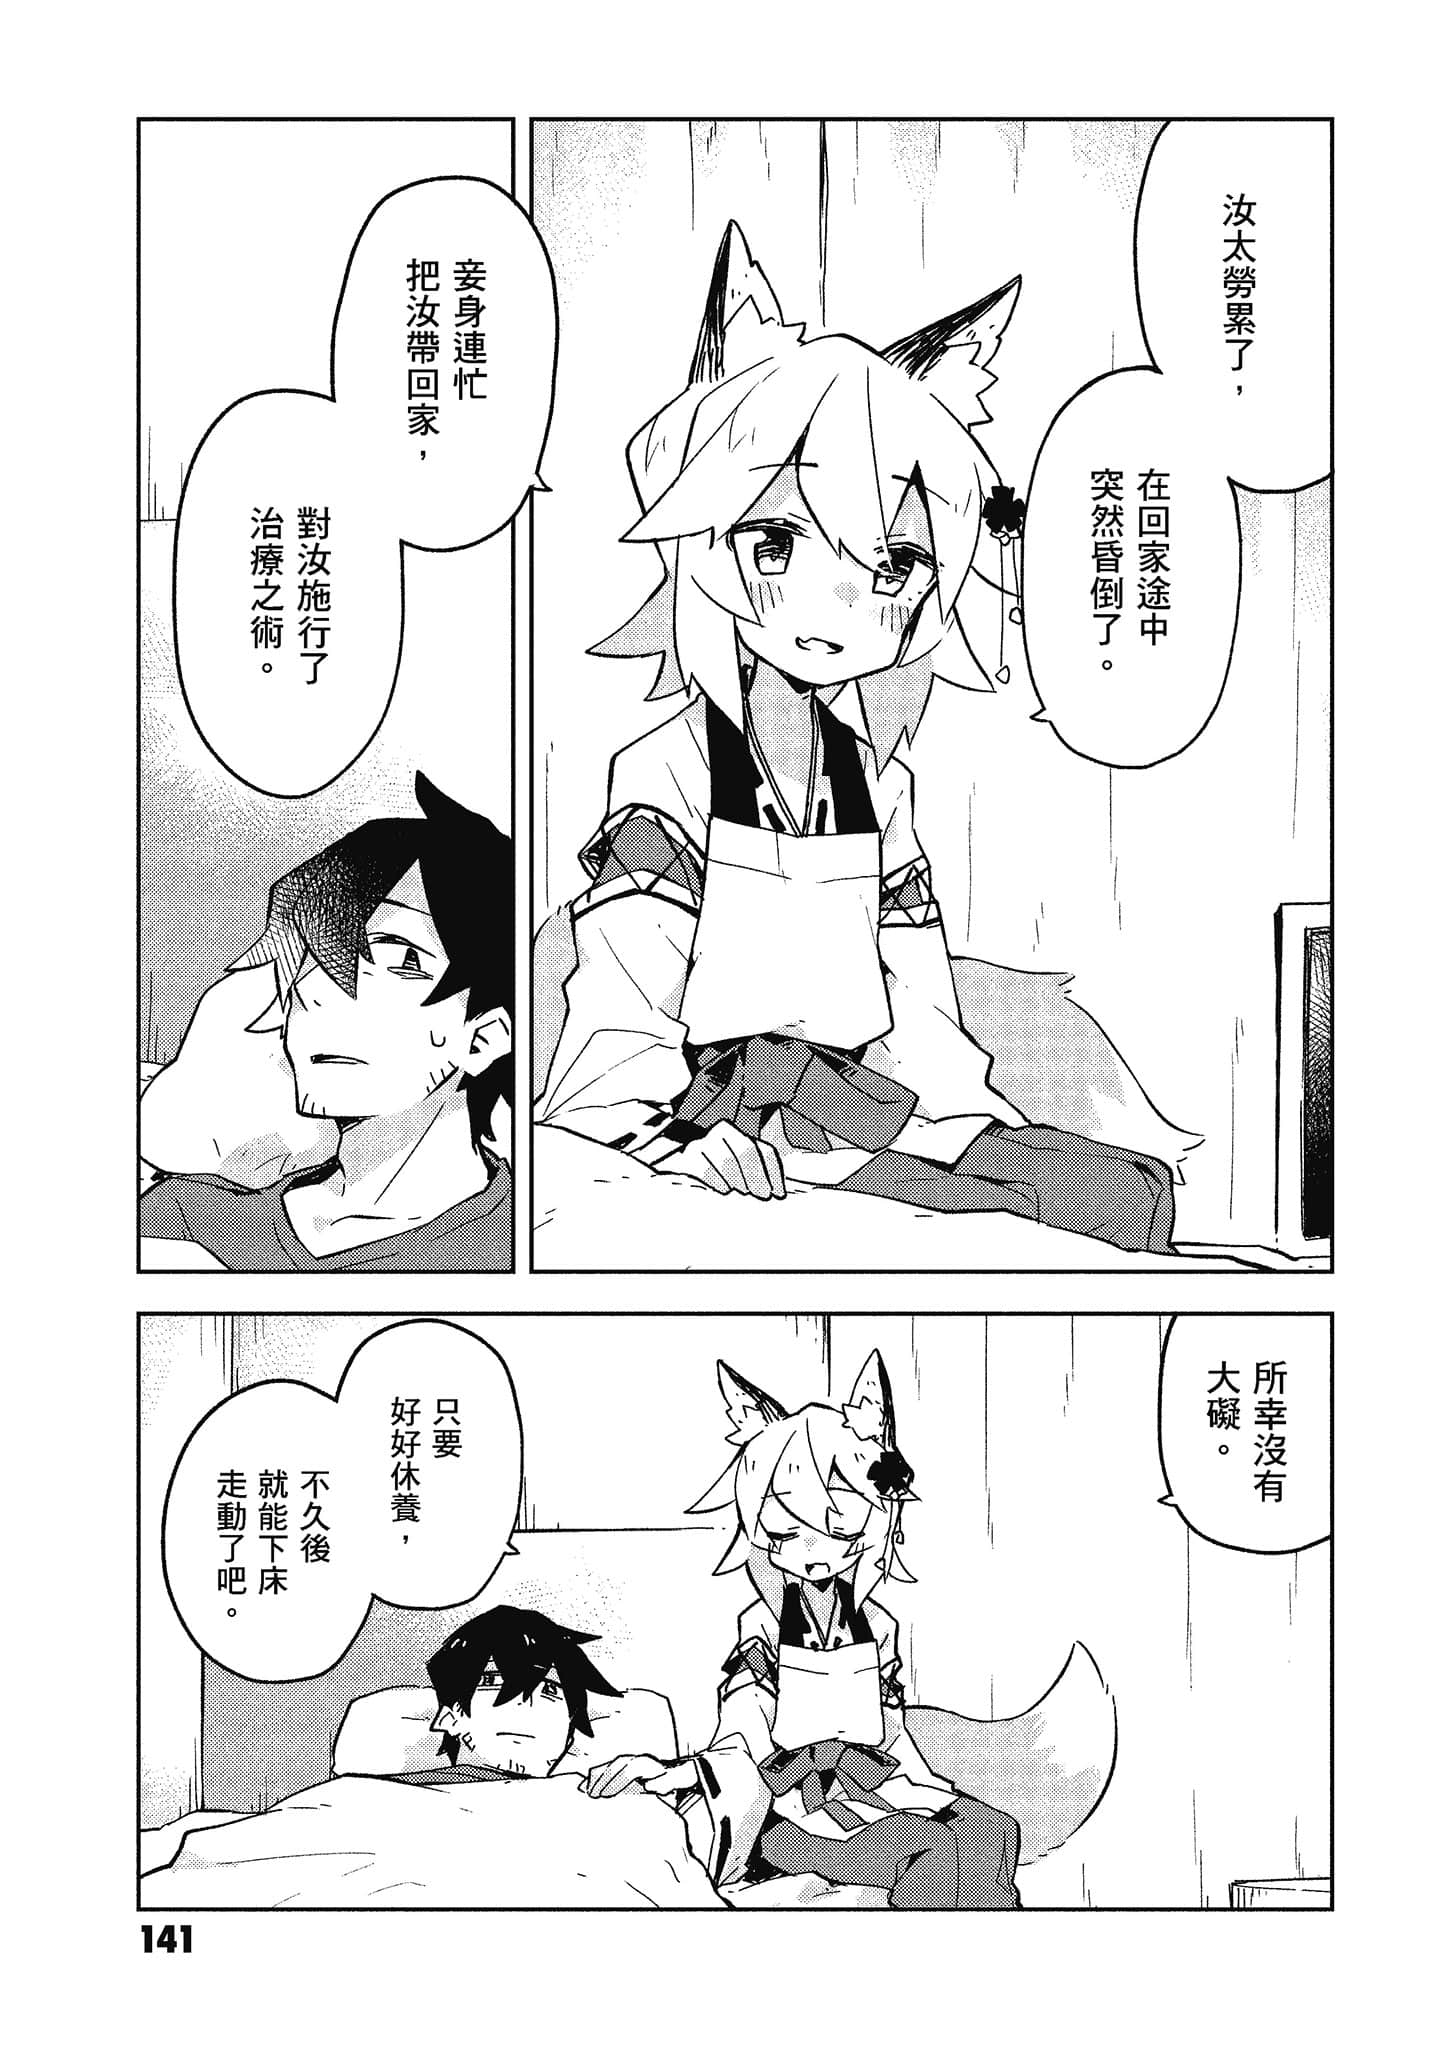 汝太勞累了，
在回家途中
突然昏倒了。
妾身連忙
把汝帶回家，
對汝施行了
治療之術。
所幸沒有
大礙。
只要
好好休養，
不久後
就能下床
走動了吧。
141